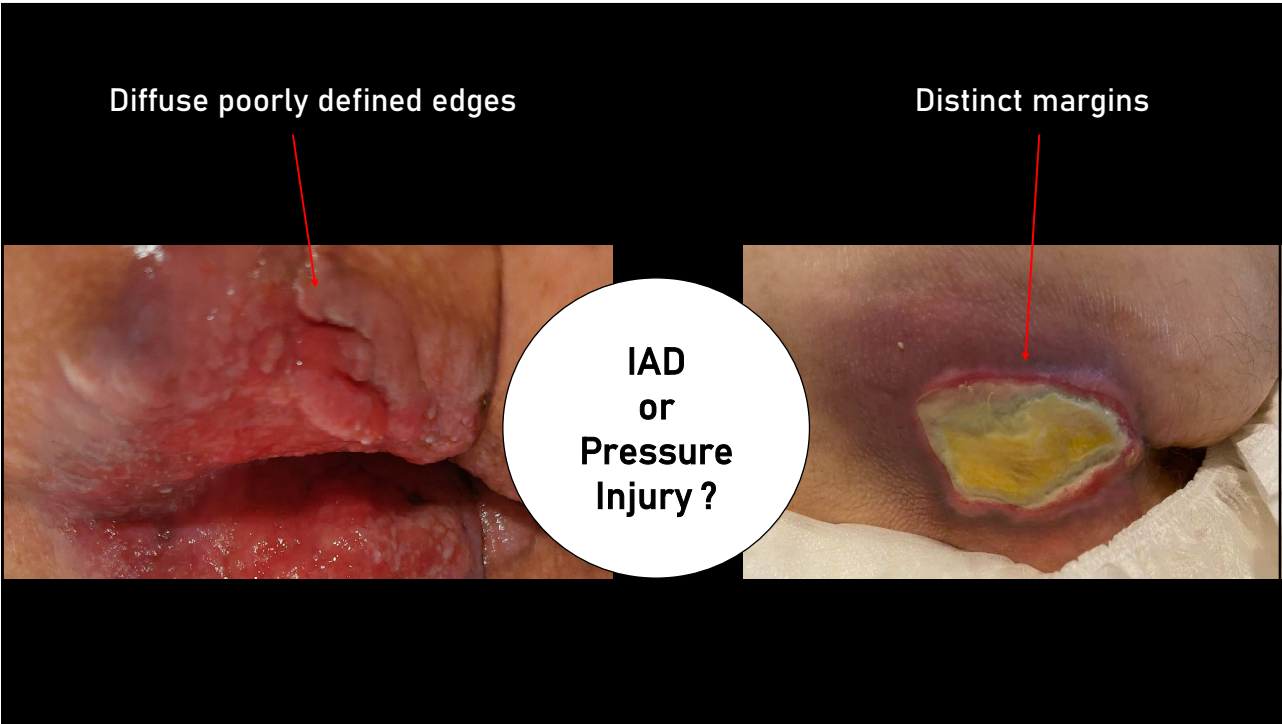 Diffuse poorly defined edges
Distinct margins
IAD
or
Pressure
Injury ?